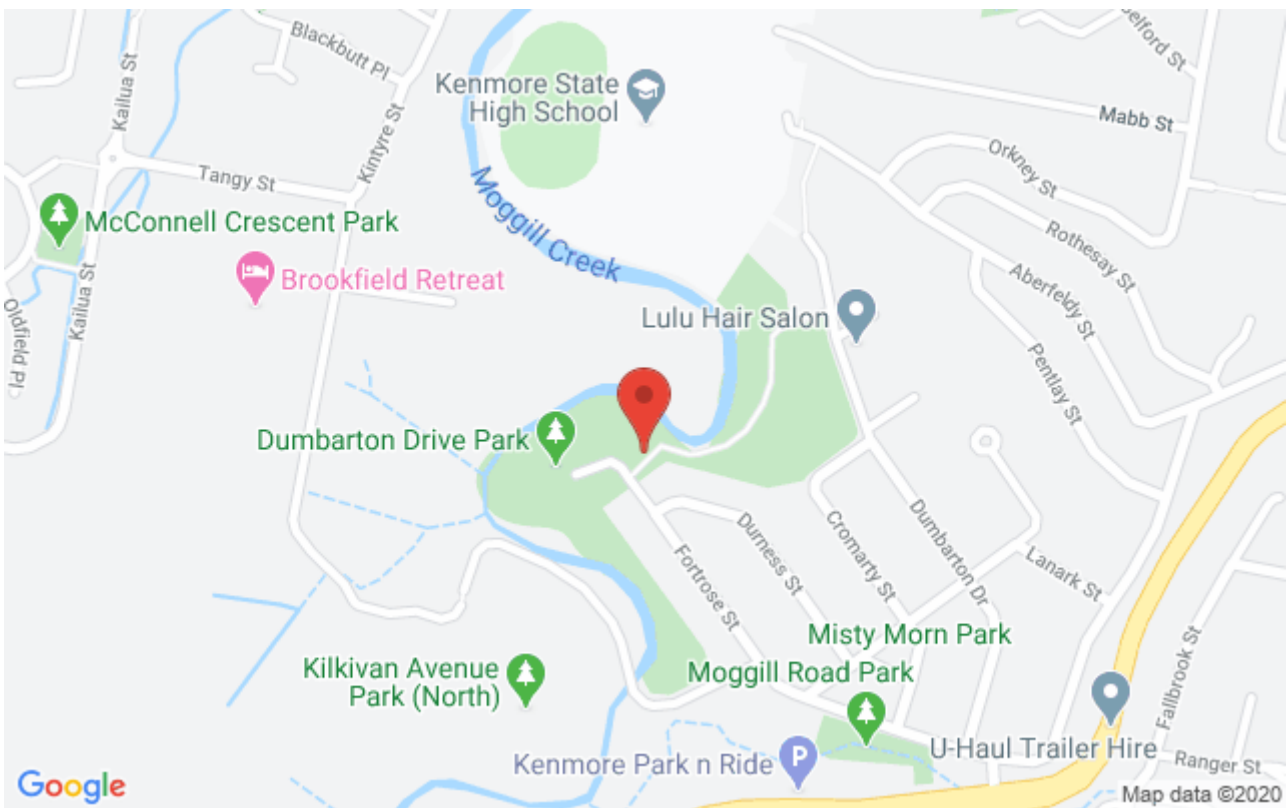 Blackbutt Pl
Selford St
Kailua St
Kenmore State
High School
Mabb St
Kintyre St
Tangy St
Orkney St
Moggill Creek
McConnell Crescent Park
Rothesay St
Brookfield Retreat
Aberfeldy St
Kailua St
Oldfield Pl
Lulu Hair Salon
Pentlay St
Dumbarton Drive Park
Durness St
Cromarty St
Dumbarton Dr
Lanark St
Fortrose St
Misty Morn Park
Kilkivan Avenue
Park (North)
Moggill Road Park
Fallbrook St
U-Haul Trailer Hire
Kenmore Park n Ride
P
Ranger St
Google
Map data ©2020